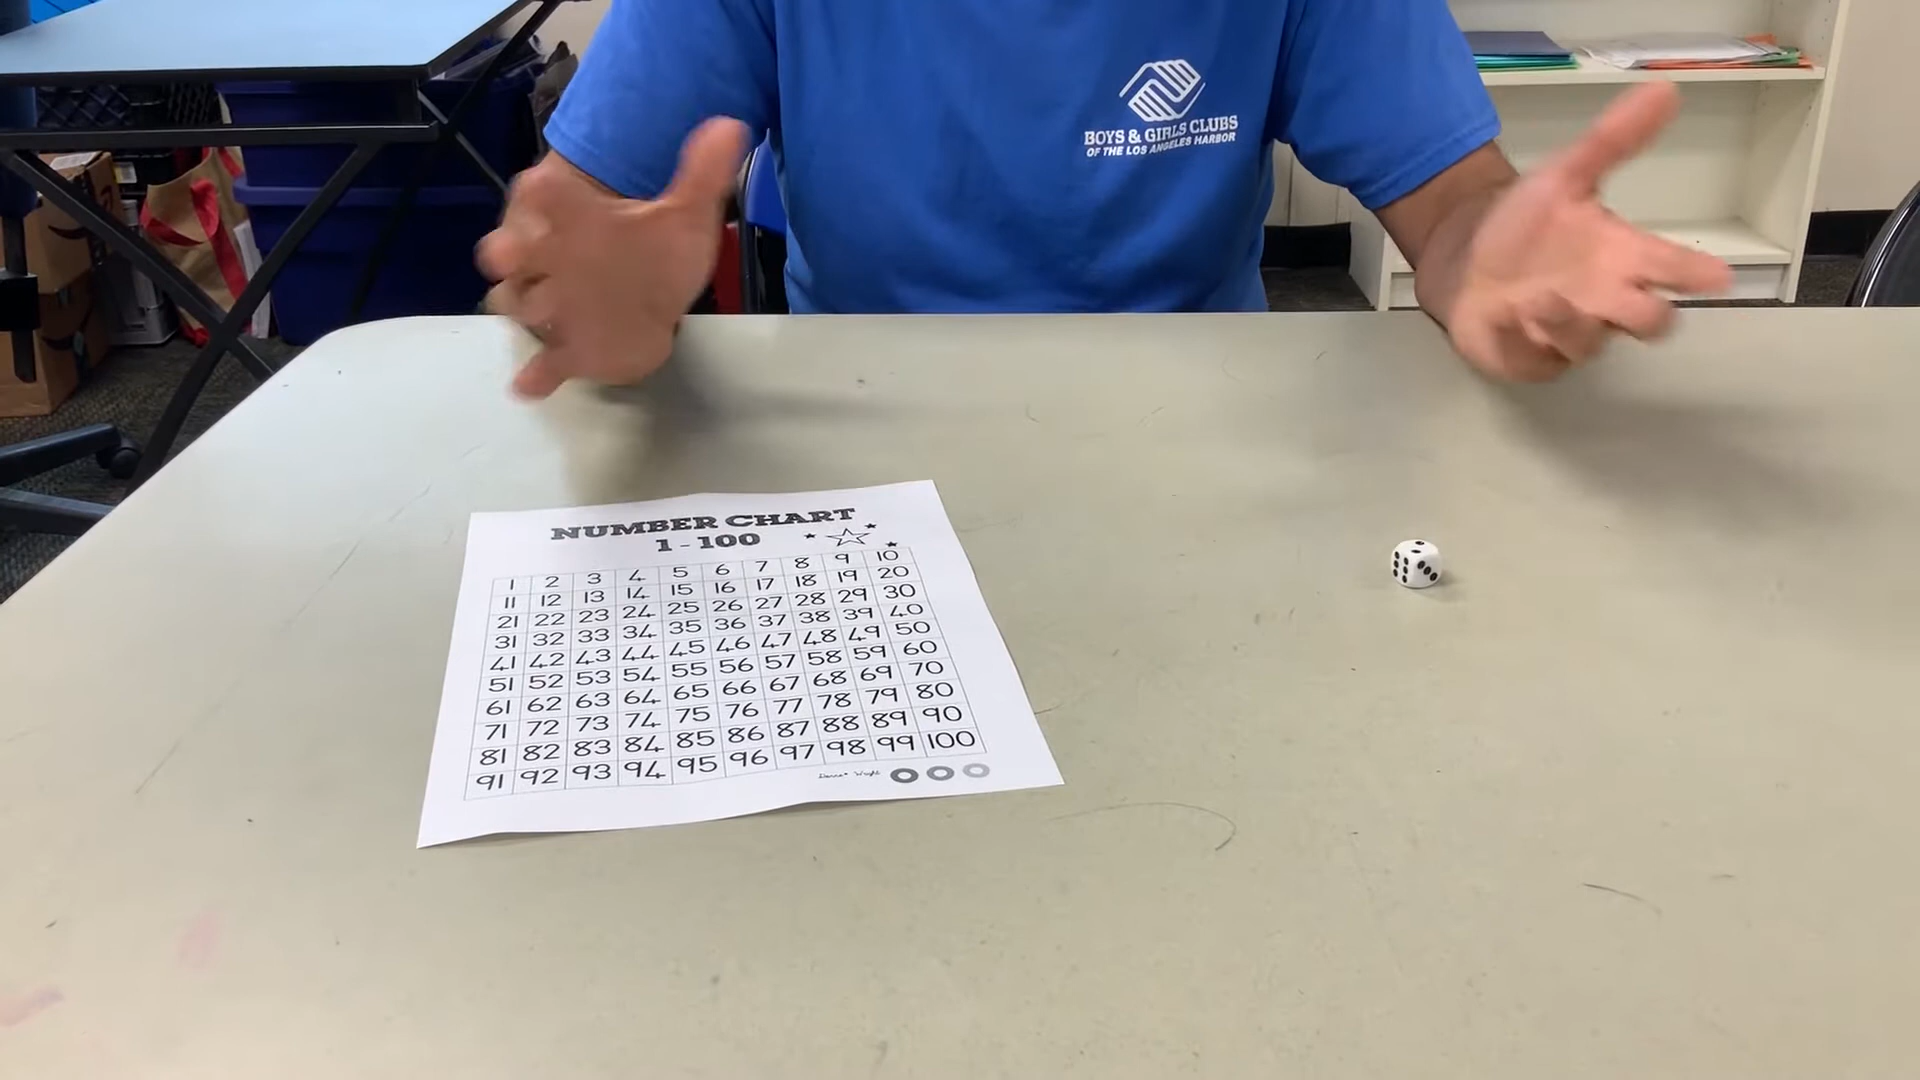 BOYS & GIRLS CLUBS
OF THE LOS ANGELES HARBOR
NUMBER CHART
1 - 100
1 2 3 4 5 6 7 8 9 10
11 12 13 14 15 16 17 18 19 20
21 22 23 24 25 26 27 28 29 30
31 32 33 34 35 36 37 38 39 40
41 42 43 44 45 46 47 48 49 50
51 52 53 54 55 56 57 58 59 60
61 62 63 64 65 66 67 68 69 70
71 72 73 74 75 76 77 78 79 80
81 82 83 84 85 86 87 88 89 90
91 92 93 94 95 96 97 98 99 100